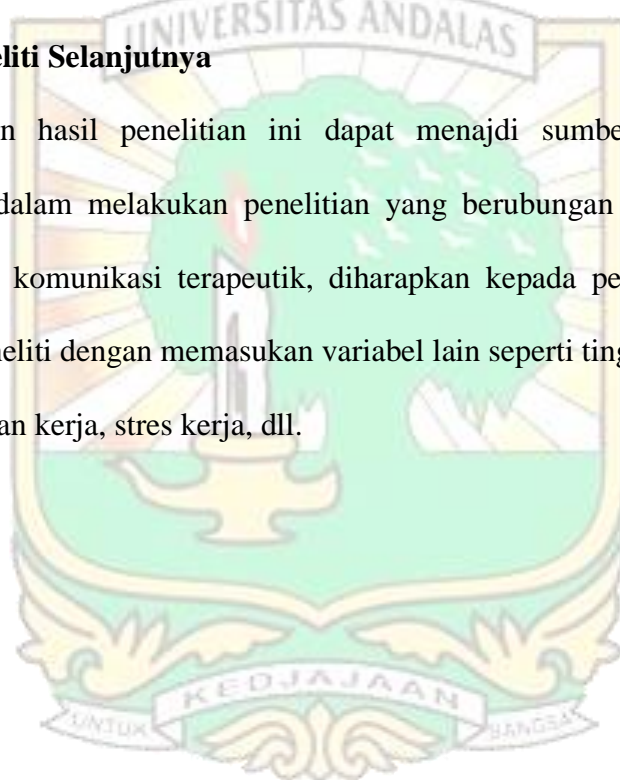 UNIVERSITAS ANDALAS
eliti Selanjutnya
n hasil penelitian ini dapat menajdi sumbe
dalam melakukan penelitian yang berubungan
komunikasi terapeutik, diharapkan kepada pe
neliti dengan memasukan variabel lain seperti ting
an kerja, stres kerja, dll.
KEDJAJAAN
UNTUK BANGSA